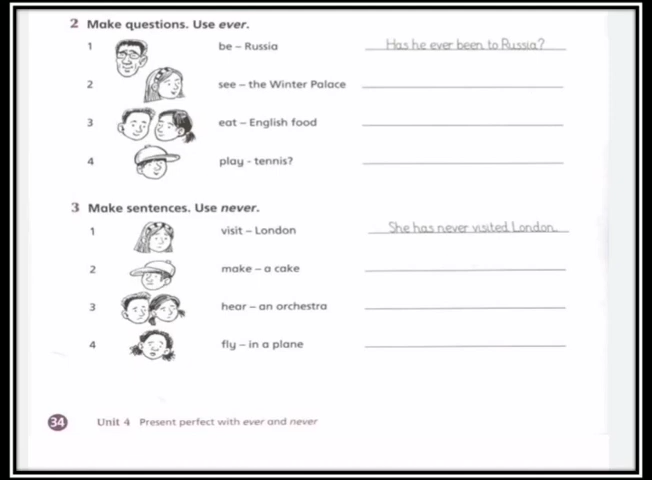 2 Make questions. Use ever.
1 be – Russia Has he ever been to Russia?
2 see – the Winter Palace
3 eat – English food
4 play - tennis?
3 Make sentences. Use never.
1 visit – London She has never visited London.
2 make – a cake
3 hear – an orchestra
4 fly – in a plane
34 Unit 4 Present perfect with ever and never